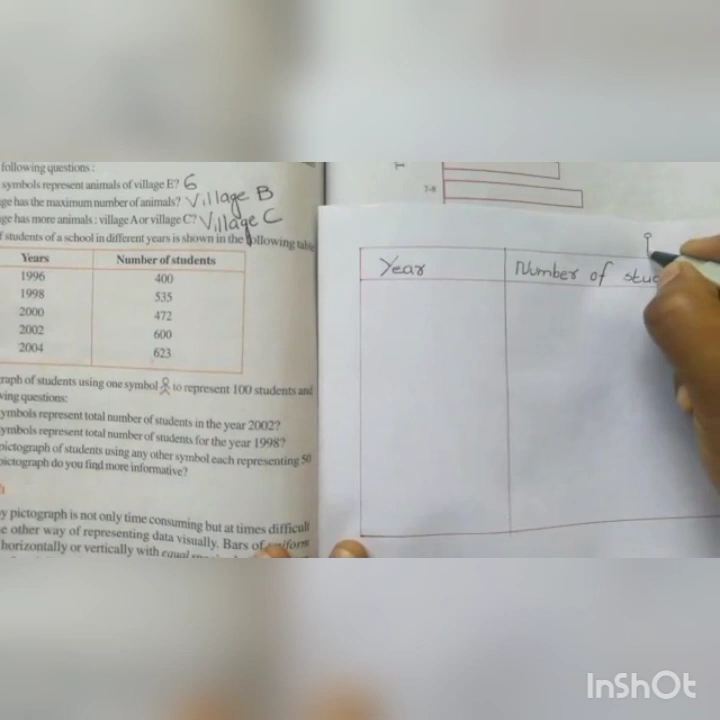 following questions :
symbols represent animals of village E? 6
ge has the maximum number of animals? Village B
ge has more animals : village A or village C? Village C
f students of a school in different years is shown in the following table
Years Number of students
1996 400
1998 535
2000 472
2002 600
2004 623
raph of students using one symbol to represent 100 students and
ving questions:
ymbols represent total number of students in the year 2002?
ymbols represent total number of students for the year 1998?
pictograph of students using any other symbol each representing 50
pictograph do you find more informative?
y pictograph is not only time consuming but at times difficult
e other way of representing data visually. Bars of uniform
horizontally or vertically with equal
7-8
Year Number of stud
InShOt